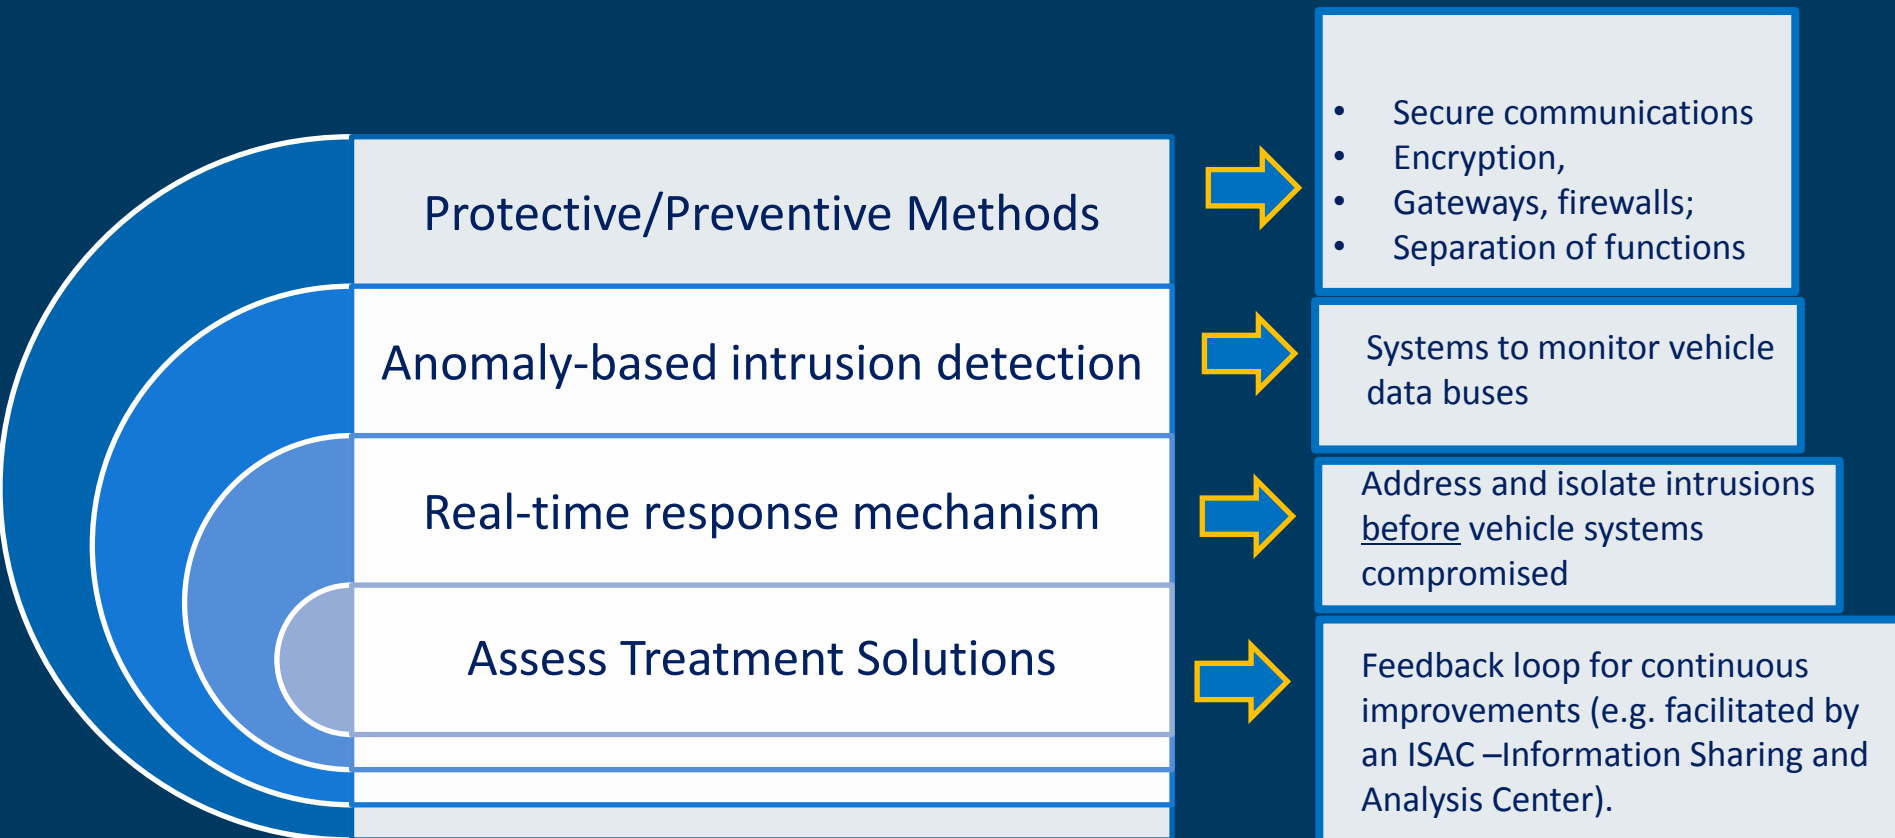 Protective/Preventive Methods
• Secure communications
• Encryption,
• Gateways, firewalls;
• Separation of functions
Anomaly-based intrusion detection
Systems to monitor vehicle
data buses
Real-time response mechanism
Address and isolate intrusions
before vehicle systems
compromised
Assess Treatment Solutions
Feedback loop for continuous
improvements (e.g. facilitated by
an ISAC –Information Sharing and
Analysis Center).